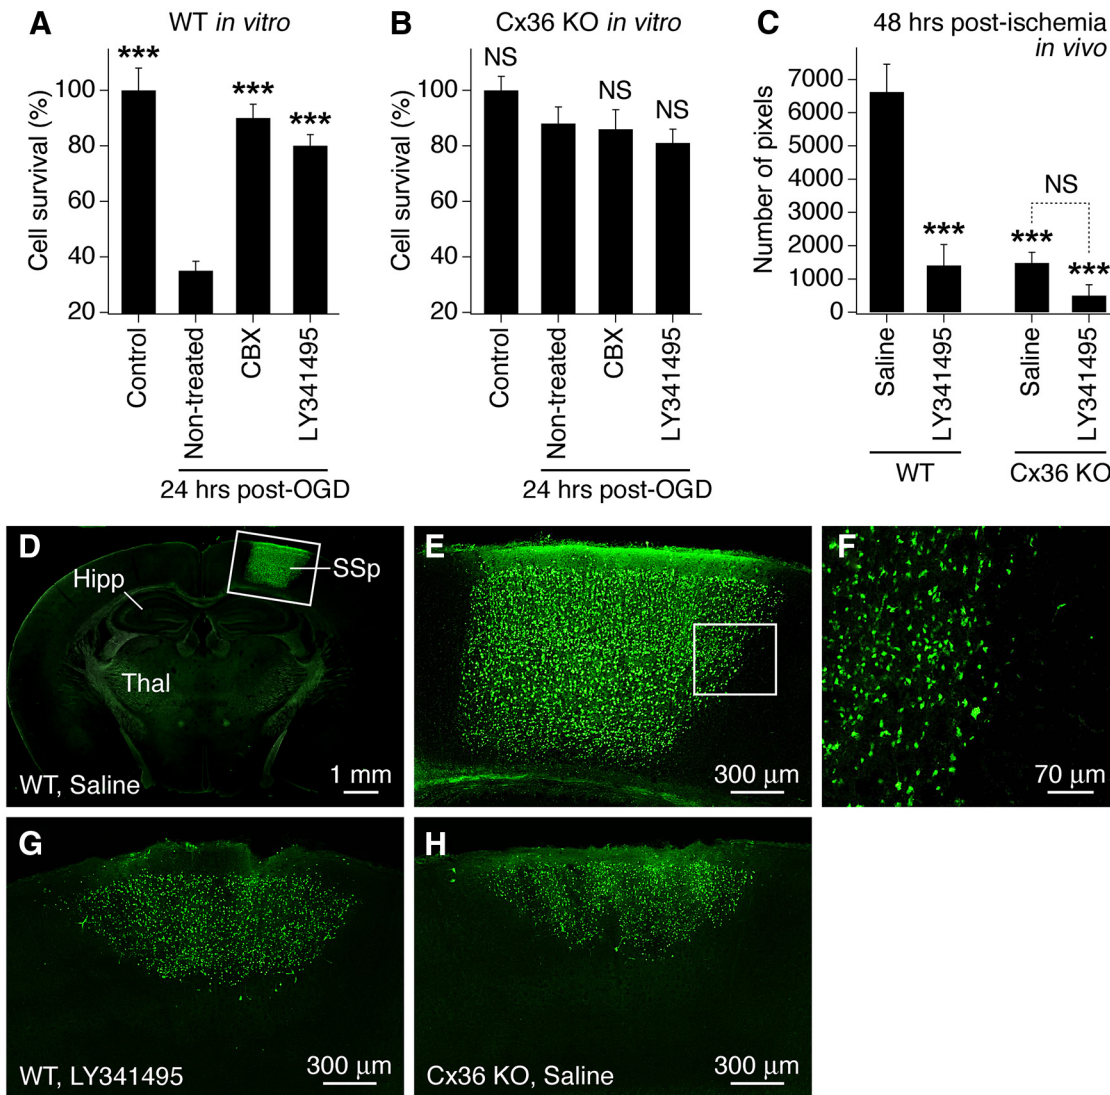 A
WT in vitro
Cell survival (%)
100
80
60
40
20
***
***
***
Control
Non-treated
CBX
LY341495
24 hrs post-OGD
B
Cx36 KO in vitro
Cell survival (%)
100
80
60
40
20
NS
NS
NS
Control
Non-treated
CBX
LY341495
24 hrs post-OGD
C
48 hrs post-ischemia
in vivo
Number of pixels
7000
6000
5000
4000
3000
2000
1000
0
***
***
NS
***
Saline
LY341495
Saline
LY341495
WT
Cx36 KO
D
Hipp
SSp
Thal
WT, Saline
1 mm
E
300 μm
F
70 μm
G
WT, LY341495
300 μm
H
Cx36 KO, Saline
300 μm